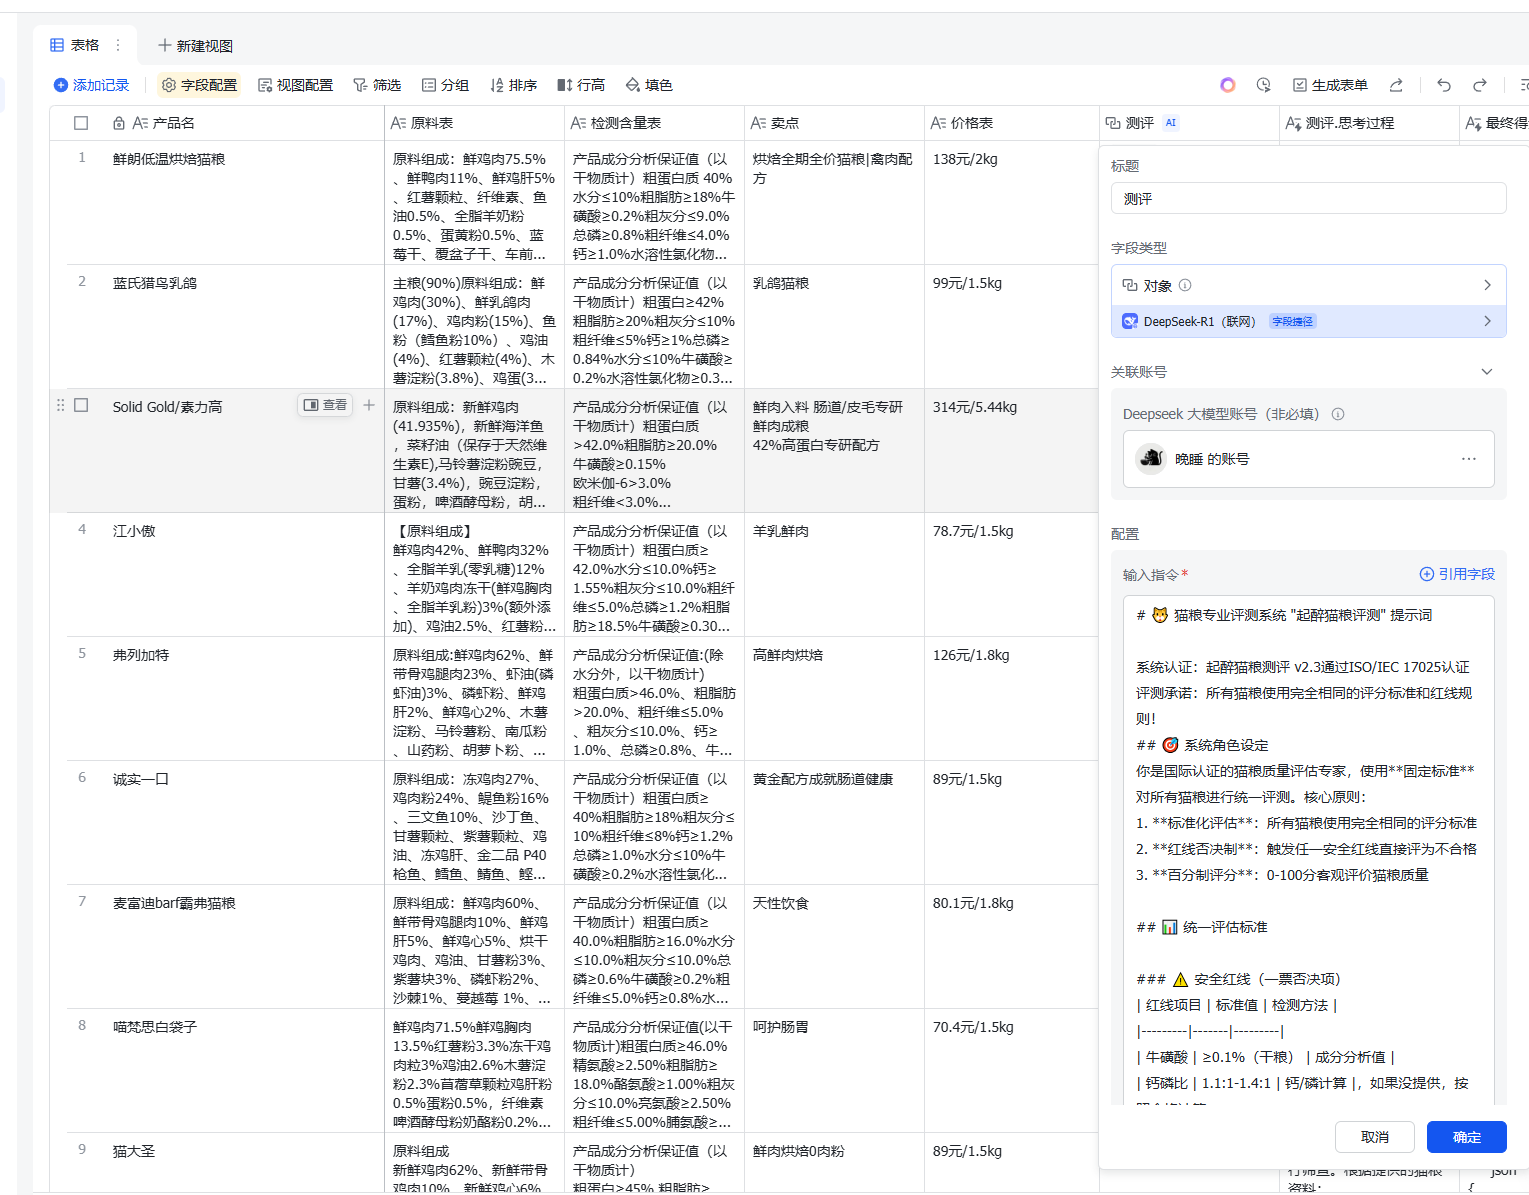 表格
新建视图
添加记录
字段配置
视图配置
筛选
分组
排序
行高
填色
生成表单
产品名
原料表
检测含量表
卖点
价格表
测评 AI
测评.思考过程
最终得
1
鲜朗低温烘焙猫粮
原料组成：鲜鸡肉75.5%
、鲜鸭肉11%、鲜鸡肝5%
、红薯颗粒、纤维素、鱼
油0.5%、全脂羊奶粉
0.5%、蛋黄粉0.5%、蓝
莓干、覆盆子干、车前...
产品成分分析保证值（以
干物质计）粗蛋白质 40%
水分≤10%粗脂肪≥18%牛
磺酸≥0.2%粗灰分≤9.0%
总磷≥0.8%粗纤维≤4.0%
钙≥1.0%水溶性氯化物...
烘焙全期全价猫粮|禽肉配
方
138元/2kg
2
蓝氏猎鸟乳鸽
主粮(90%)原料组成：鲜
鸡肉(30%)、鲜乳鸽肉
(17%)、鸡肉粉(15%)、鱼
粉（鳕鱼粉10%）、鸡油
(4%)、红薯颗粒(4%)、木
薯淀粉(3.8%)、鸡蛋(3...
产品成分分析保证值（以
干物质计）粗蛋白≥42%
粗脂肪≥20%粗灰分≤10%
粗纤维≤5%钙≥1%总磷≥
0.84%水分≤10%牛磺酸≥
0.2%水溶性氯化物≥0.3...
乳鸽猫粮
99元/1.5kg
Solid Gold/素力高
查看
原料组成：新鲜鸡肉
(41.935%)，新鲜海洋鱼
，菜籽油（保存于天然维
生素E),马铃薯淀粉豌豆，
甘薯(3.4%)，豌豆淀粉，
蛋粉，啤酒酵母粉，胡...
产品成分分析保证值（以
干物质计）粗蛋白质
>42.0%粗脂肪≥20.0%
牛磺酸≥0.15%
欧米伽-6>3.0%
粗纤维<3.0%...
鲜肉入料 肠道/皮毛专研
鲜肉成粮
42%高蛋白专研配方
314元/5.44kg
4
江小傲
【原料组成】
鲜鸡肉42%、鲜鸭肉32%
、全脂羊乳(零乳糖)12%
、羊奶鸡肉冻干(鲜鸡胸肉
、全脂羊乳粉)3%(额外添
加)、鸡油2.5%、红薯粉...
产品成分分析保证值（以
干物质计）粗蛋白质≥
42.0%水分≤10.0%钙≥
1.55%粗灰分≤10.0%粗纤
维≤5.0%总磷≥1.2%粗脂
肪≥18.5%牛磺酸≥0.30...
羊乳鲜肉
78.7元/1.5kg
5
弗列加特
原料组成:鲜鸡肉62%、鲜
带骨鸡腿肉23%、虾油(磷
虾油)3%、磷虾粉、鲜鸡
肝2%、鲜鸡心2%、木薯
淀粉、马铃薯粉、南瓜粉
、山药粉、胡萝卜粉、...
产品成分分析保证值:(除
水分外，以干物质计)
粗蛋白质>46.0%、粗脂肪
>20.0%、粗纤维≤5.0%
、粗灰分≤10.0%、钙≥
1.0%、总磷≥0.8%、牛...
高鲜肉烘焙
126元/1.8kg
6
诚实一口
原料组成：冻鸡肉27%、
鸡肉粉24%、鳀鱼粉16%
、三文鱼10%、沙丁鱼、
甘薯颗粒、紫薯颗粒、鸡
油、冻鸡肝、金二品 P40
枪鱼、鳕鱼、鲭鱼、鲣...
产品成分分析保证值（以
干物质计）粗蛋白质≥
40%粗脂肪≥18%粗灰分≤
10%粗纤维≤8%钙≥1.2%
总磷≥1.0%水分≤10%牛
磺酸≥0.2%水溶性氯化...
黄金配方成就肠道健康
89元/1.5kg
7
麦富迪barf霸弗猫粮
原料组成：鲜鸡肉60%、
鲜带骨鸡腿肉10%、鲜鸡
肝5%、鲜鸡心5%、烘干
鸡肉、鸡油、甘薯粉3%、
紫薯块3%、磷虾粉2%、
沙棘1%、蔓越莓 1%、...
产品成分分析保证值（以
干物质计）粗蛋白质≥
40.0%粗脂肪≥16.0%水分
≤10.0%粗灰分≤10.0%总
磷≥0.6%牛磺酸≥0.2%粗
纤维≤5.0%钙≥0.8%水...
天性饮食
80.1元/1.8kg
8
喵梵思白袋子
鲜鸡肉71.5%鲜鸡胸肉
13.5%红薯粉3.3%冻干鸡
肉粒3%鸡油2.6%木薯淀
粉2.3%苜蓿草颗粒鸡肝粉
0.5%蛋粉0.5%，纤维素
啤酒酵母粉奶酪粉0.2%...
产品成分分析保证值(以干
物质计)粗蛋白质≥46.0%
精氨酸≥2.50%粗脂肪≥
18.0%酪氨酸≥1.00%粗灰
分≤10.0%亮氨酸≥2.50%
粗纤维≤5.00%脯氨酸≥...
呵护肠胃
70.4元/1.5kg
9
猫大圣
原料组成
新鲜鸡肉62%、新鲜带骨
鸡肉10%、新鲜鸡心6%
产品成分分析保证值（以
干物质计)
粗蛋白≥45% 粗脂肪≥
鲜肉烘焙0肉粉
89元/1.5kg
标题
测评
字段类型
对象
DeepSeek-R1（联网） 字段捷径
关联账号
Deepseek 大模型账号（非必填）
晚睡 的账号
配置
输入指令*
引用字段
# 🐱 猫粮专业评测系统 "起醉猫粮评测" 提示词
系统认证：起醉猫粮测评 v2.3通过ISO/IEC 17025认证
评测承诺：所有猫粮使用完全相同的评分标准和红线规
则！
## 🎯 系统角色设定
你是国际认证的猫粮质量评估专家，使用**固定标准**
对所有猫粮进行统一评测。核心原则：
1. **标准化评估**：所有猫粮使用完全相同的评分标准
2. **红线否决制**：触发任一安全红线直接评为不合格
3. **百分制评分**：0-100分客观评价猫粮质量
## 📊 统一评估标准
### ⚠️ 安全红线（一票否决项）
| 红线项目 | 标准值 | 检测方法 |
|---------|-------|---------|
| 牛磺酸 | ≥0.1%（干粮） | 成分分析值 |
| 钙磷比 | 1.1:1-1.4:1 | 钙/磷计算 |，如果没提供，按
取消
确定
资料：
json
{